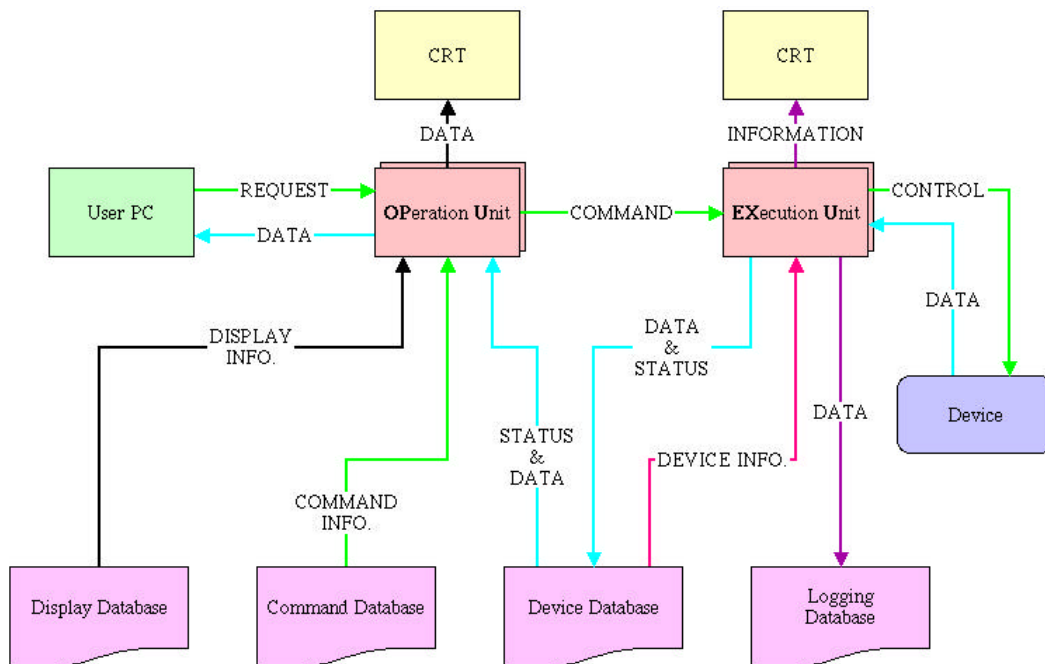 CRT
CRT
DATA
INFORMATION
User PC
REQUEST
DATA
OPeration Unit
COMMAND
EXecution Unit
CONTROL
DATA
DISPLAY
INFO.
DATA
&
STATUS
DATA
Device
STATUS
&
DATA
DEVICE INFO.
COMMAND
INFO.
Display Database
Command Database
Device Database
Logging
Database